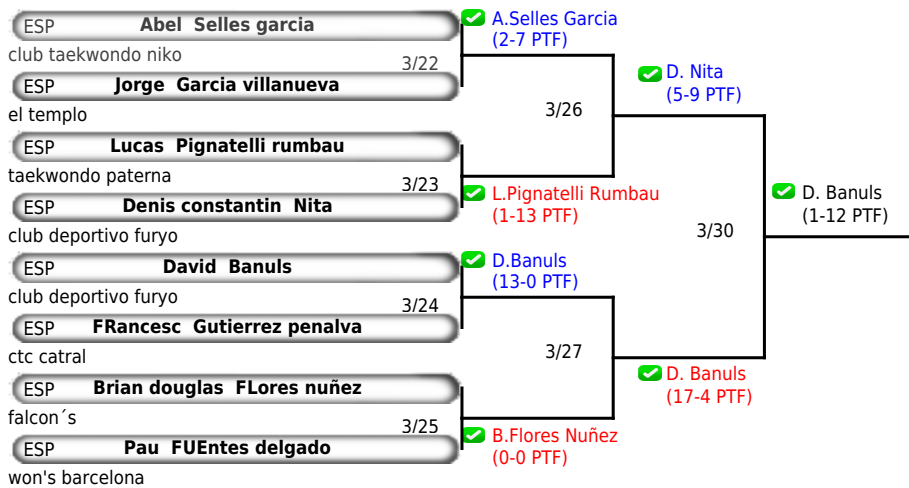 ESP Abel Selles garcia
club taekwondo niko
3/22
ESP Jorge Garcia villanueva
el templo
ESP Lucas Pignatelli rumbau
taekwondo paterna
3/23
ESP Denis constantin Nita
club deportivo furyo
ESP David Banuls
club deportivo furyo
3/24
ESP FRancesc Gutierrez penalva
ctc catral
ESP Brian douglas FLores nuñez
falcon´s
3/25
ESP Pau FUEntes delgado
won's barcelona
A.Selles Garcia
(2-7 PTF)
3/26
L.Pignatelli Rumbau
(1-13 PTF)
D.Banuls
(13-0 PTF)
3/27
B.Flores Nuñez
(0-0 PTF)
D. Nita
(5-9 PTF)
3/30
D. Banuls
(17-4 PTF)
D. Banuls
(1-12 PTF)